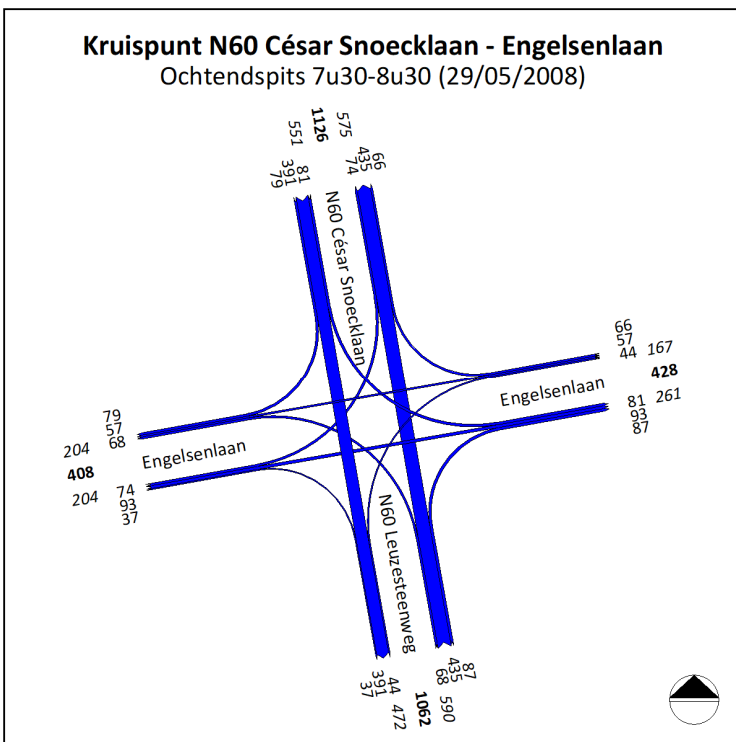 Kruispunt N60 César Snoecklaan - Engelsenlaan
Ochtendspits 7u30-8u30 (29/05/2008)
551 1126 575
79 391 81
74 435 66
N60 César Snoecklaan
66
57
44 167
428
Engelsenlaan
81 261
93
87
79
57
204 68
408
Engelsenlaan
204 74
93
37
N60 Leuzesteenweg
37 391 44
68 435 87
472 1062 590